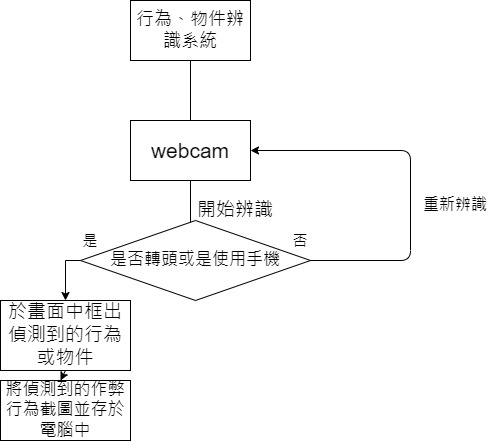 行為、物件辨
識系統
webcam
開始辨識
重新辨識
是
否
是否轉頭或是使用手機
於畫面中框出
偵測到的行為
或物件
將偵測到的作弊
行為截圖並存於
電腦中